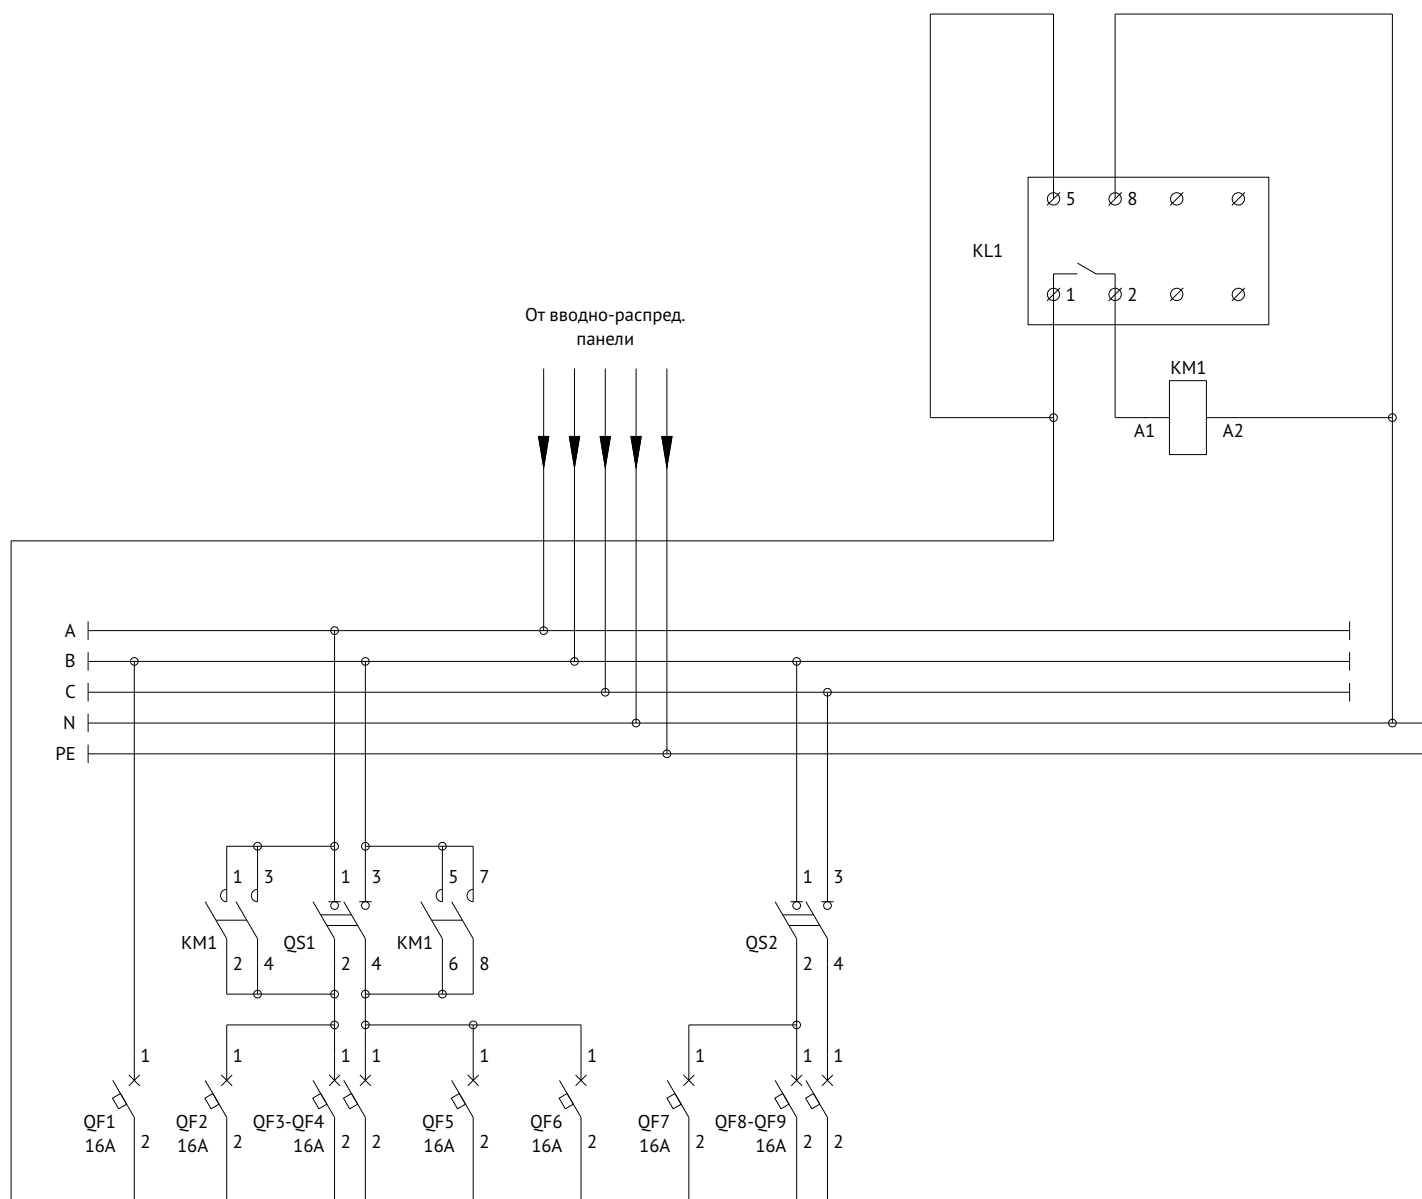 5 8
KL1
1 2
От вводно-распред.
панели
KM1
A1 A2
A
B
C
N
PE
1 3 1 3 5 7 1 3
KM1 QS1 KM1 QS2
2 4 2 4 6 8 2 4
1 1 1 1 1 1 1 1 1
QF1 QF2 QF3-QF4 QF5 QF6 QF7 QF8-QF9
16A 2 16A 2 16A 2 2 16A 2 16A 2 16A 2 16A 2 2